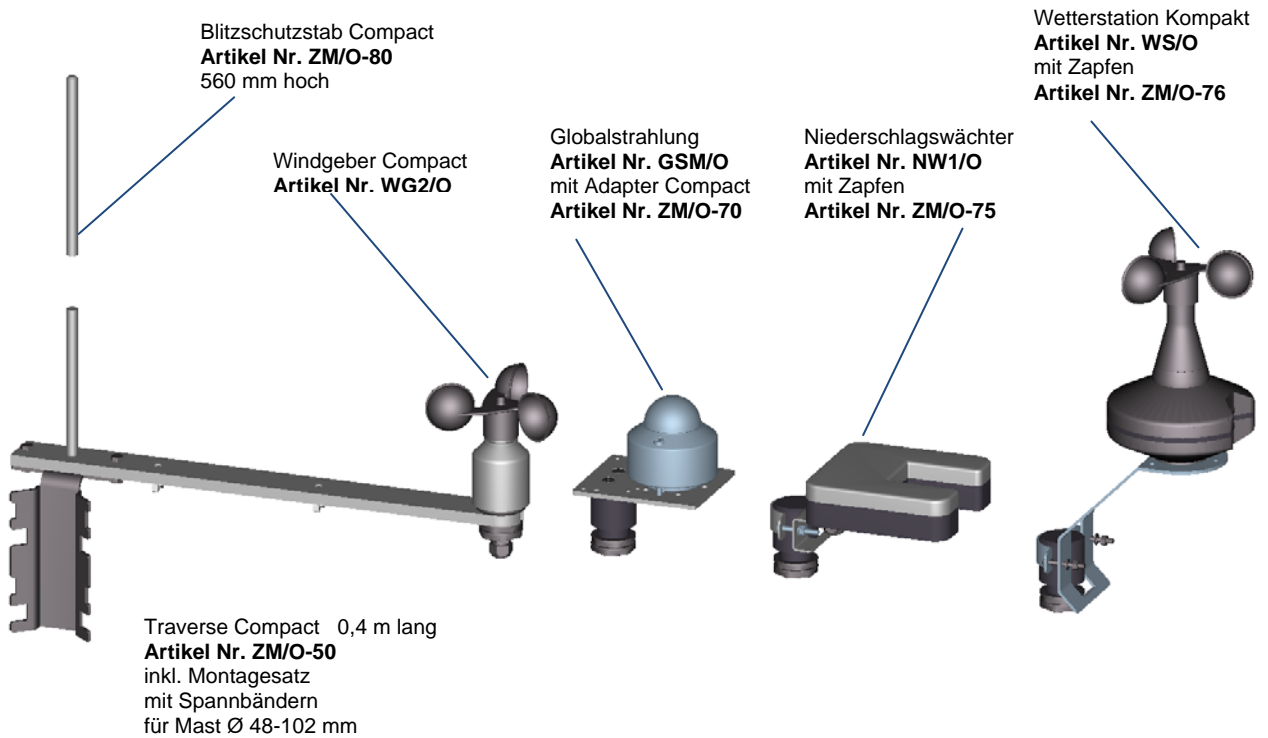 Blitzschutzstab Compact
Artikel Nr. ZM/O-80
560 mm hoch
Windgeber Compact
Artikel Nr. WG2/O
Globalstrahlung
Artikel Nr. GSM/O
mit Adapter Compact
Artikel Nr. ZM/O-70
Niederschlagswächter
Artikel Nr. NW1/O
mit Zapfen
Artikel Nr. ZM/O-75
Wetterstation Kompakt
Artikel Nr. WS/O
mit Zapfen
Artikel Nr. ZM/O-76
Traverse Compact 0,4 m lang
Artikel Nr. ZM/O-50
inkl. Montagesatz
mit Spannbändern
für Mast Ø 48-102 mm